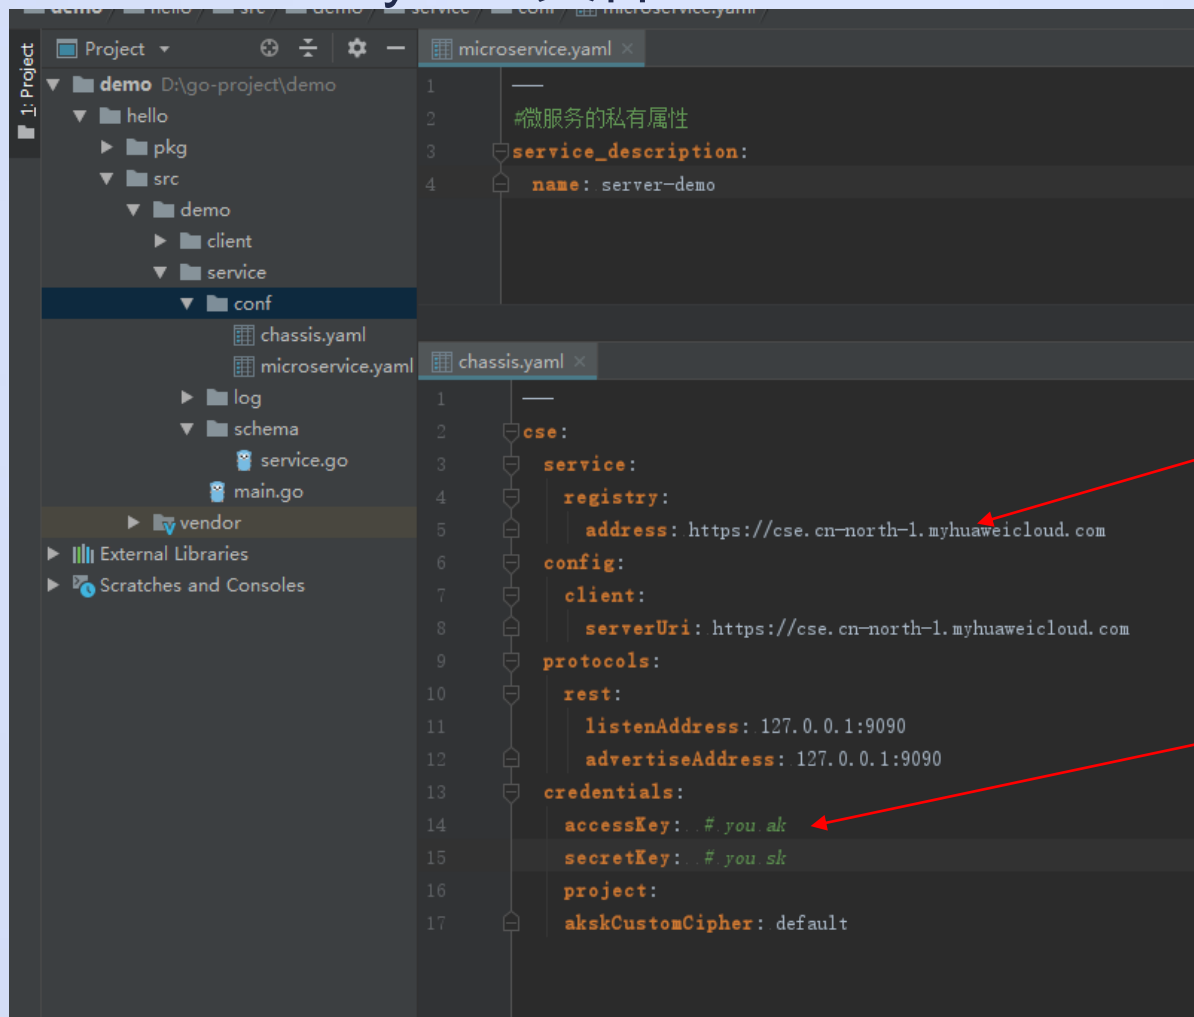 1: Project
Project
demo D:\go-project\demo
hello
pkg
src
demo
client
service
conf
chassis.yaml
microservice.yaml
log
schema
service.go
main.go
vendor
External Libraries
Scratches and Consoles
microservice.yaml
1 ---
2 #微服务的私有属性
3 service_description:
4 name: server-demo
chassis.yaml
1 ---
2 cse:
3 service:
4 registry:
5 address: https://cse.cn-north-1.myhuaweicloud.com
6 config:
7 client:
8 serverUri: https://cse.cn-north-1.myhuaweicloud.com
9 protocols:
10 rest:
11 listenAddress: 127.0.0.1:9090
12 advertiseAddress: 127.0.0.1:9090
13 credentials:
14 accessKey: # you ak
15 secretKey: # you sk
16 project:
17 akskCustomCipher: default